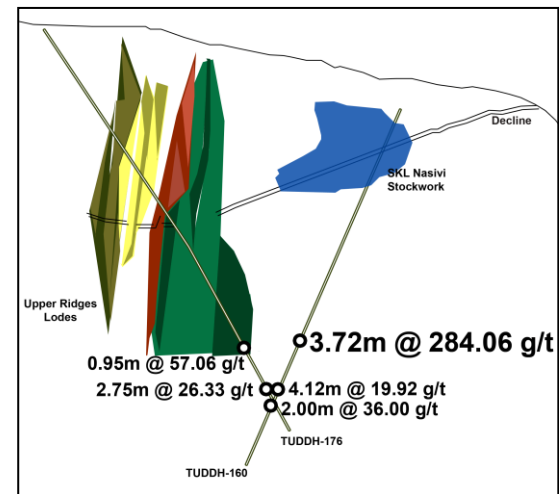 Decline
SKL Nasivi
Stockwork
Upper Ridges
Lodes
3.72m @ 284.06 g/t
0.95m @ 57.06 g/t
2.75m @ 26.33 g/t
4.12m @ 19.92 g/t
2.00m @ 36.00 g/t
TUDDH-176
TUDDH-160